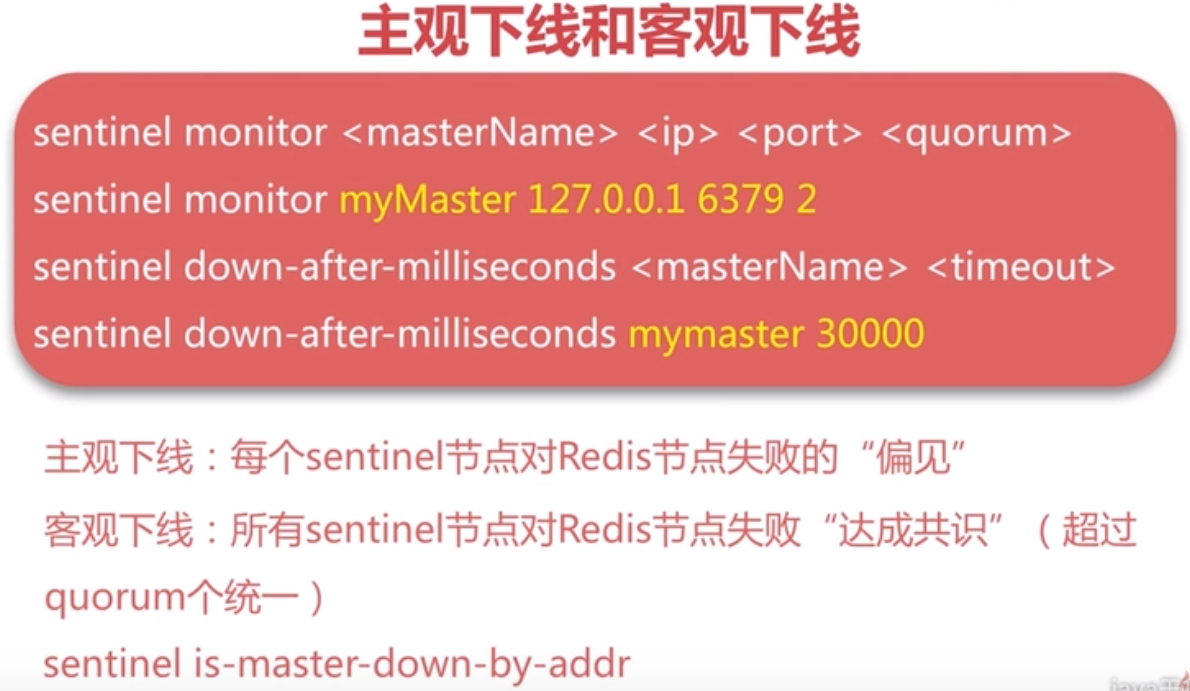 主观下线和客观下线
sentinel monitor <masterName> <ip> <port> <quorum>
sentinel monitor myMaster 127.0.0.1 6379 2
sentinel down-after-milliseconds <masterName> <timeout>
sentinel down-after-milliseconds mymaster 30000
主观下线：每个sentinel节点对Redis节点失败的“偏见”
客观下线：所有sentinel节点对Redis节点失败“达成共识”（超过
quorum个统一）
sentinel is-master-down-by-addr